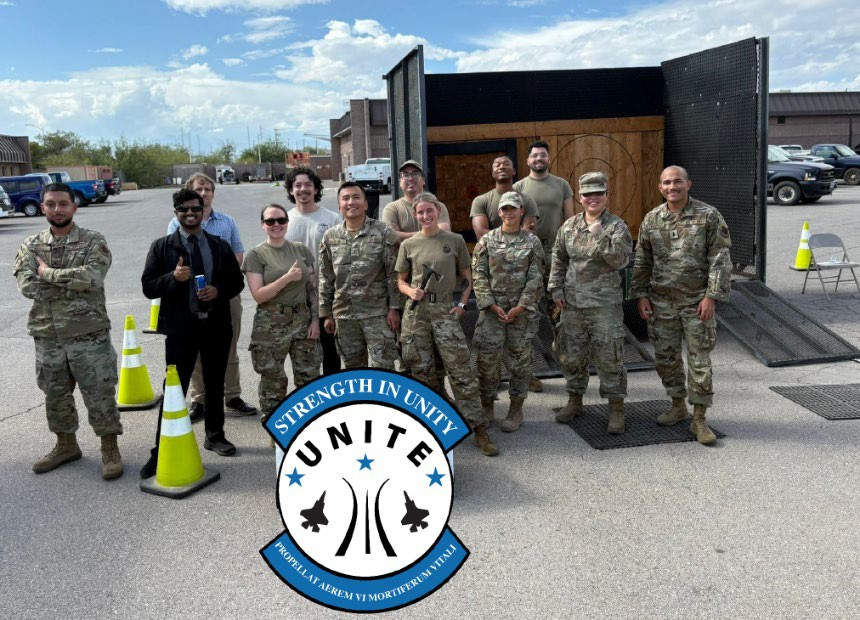 STRENGTH IN UNITY
UNITE
PROPELLAT AEREM VI MORTIFERUM VITALI